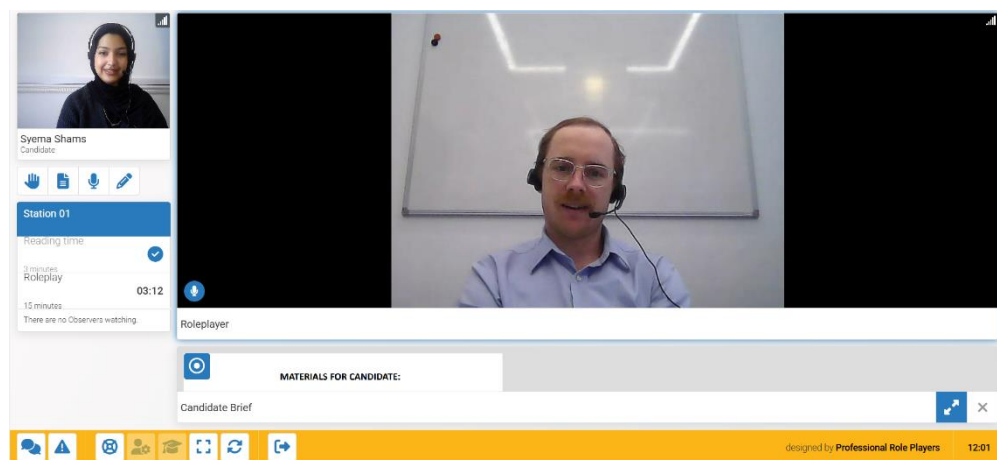 Syema Shams
Candidate
Station 01
Reading time
3 minutes
Roleplay
03:12
15 minutes
There are no Observers watching.
Roleplayer
MATERIALS FOR CANDIDATE:
Candidate Brief
designed by Professional Role Players
12:01